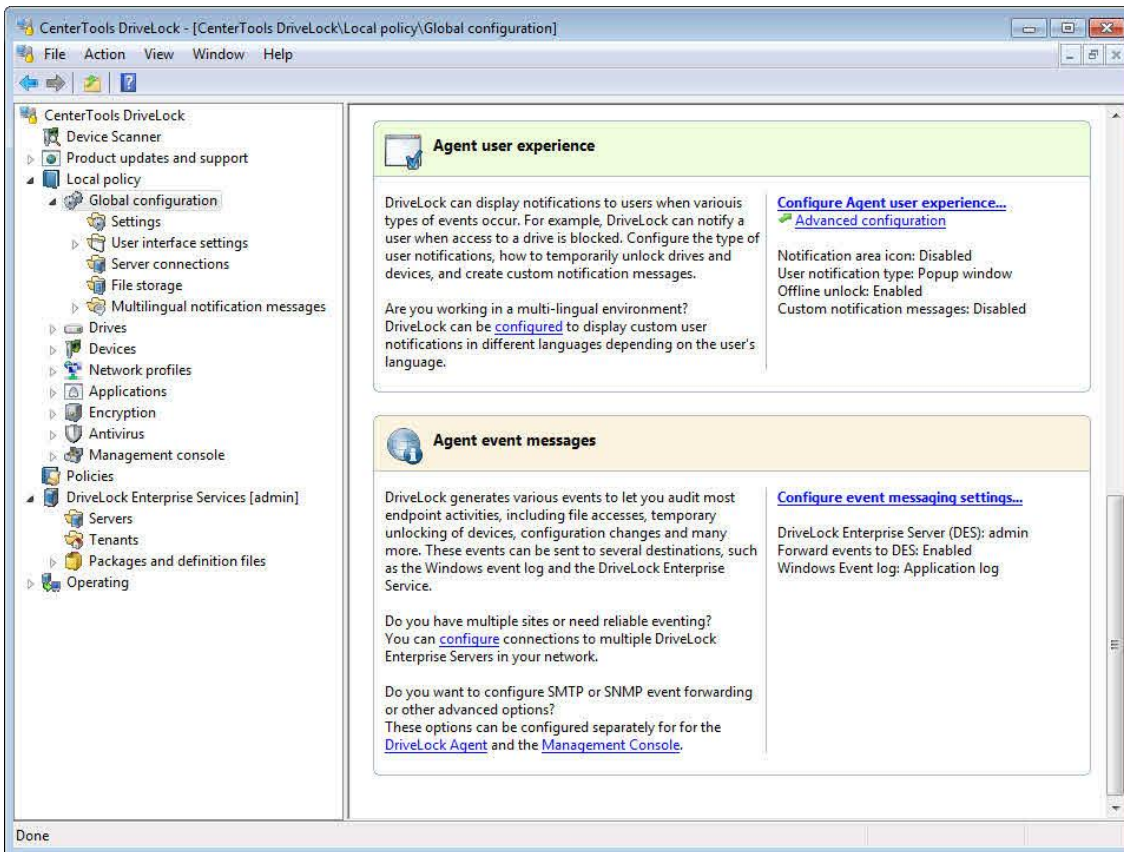 CenterTools DriveLock - [CenterTools DriveLock\Local policy\Global configuration]
File Action View Window Help
CenterTools DriveLock
Device Scanner
Product updates and support
Local policy
Global configuration
Settings
User interface settings
Server connections
File storage
Multilingual notification messages
Drives
Devices
Network profiles
Applications
Encryption
Antivirus
Management console
Policies
DriveLock Enterprise Services [admin]
Servers
Tenants
Packages and definition files
Operating
Agent user experience
DriveLock can display notifications to users when variouis
types of events occur. For example, DriveLock can notify a
user when access to a drive is blocked. Configure the type of
user notifications, how to temporarily unlock drives and
devices, and create custom notification messages.
Are you working in a multi-lingual environment?
DriveLock can be configured to display custom user
notifications in different languages depending on the user's
language.
Configure Agent user experience...
Advanced configuration
Notification area icon: Disabled
User notification type: Popup window
Offline unlock: Enabled
Custom notification messages: Disabled
Agent event messages
DriveLock generates various events to let you audit most
endpoint activities, including file accesses, temporary
unlocking of devices, configuration changes and many
more. These events can be sent to several destinations, such
as the Windows event log and the DriveLock Enterprise
Service.
Do you have multiple sites or need reliable eventing?
You can configure connections to multiple DriveLock
Enterprise Servers in your network.
Do you want to configure SMTP or SNMP event forwarding
or other advanced options?
These options can be configured separately for for the
DriveLock Agent and the Management Console.
Configure event messaging settings...
DriveLock Enterprise Server (DES): admin
Forward events to DES: Enabled
Windows Event log: Application log
Done